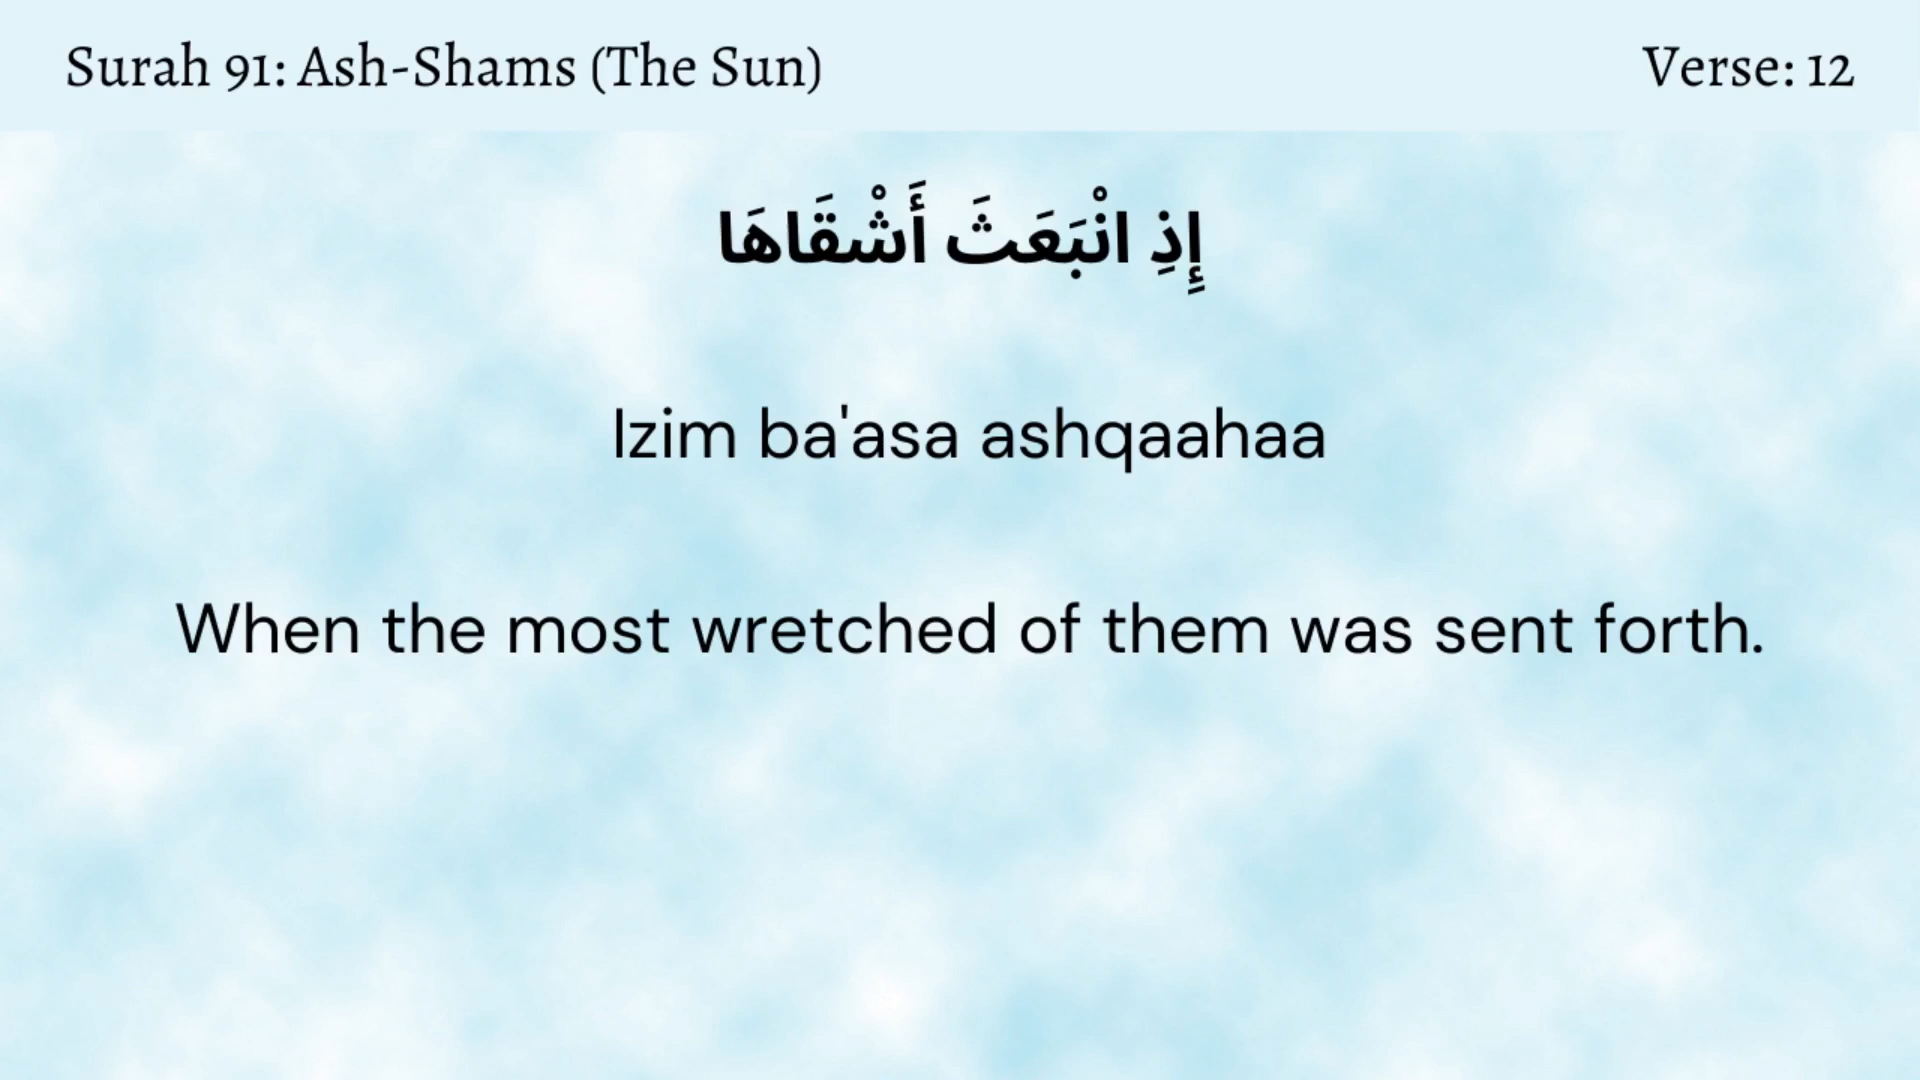 Surah 91: Ash-Shams (The Sun)
Verse: 12
إِذِ انْبَعَثَ أَشْقَاهَا
Izim ba'asa ashqaahaa
When the most wretched of them was sent forth.